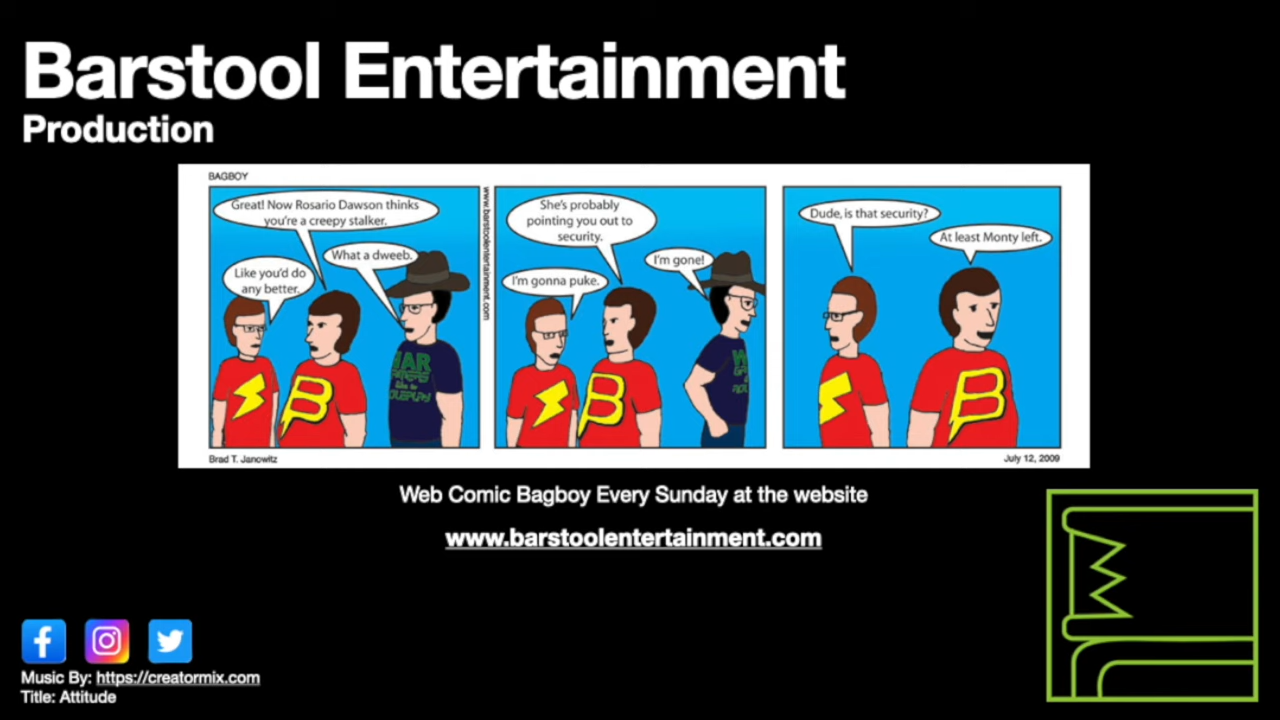 Barstool Entertainment
Production
BAGBOY
Great! Now Rosario Dawson thinks
you're a creepy stalker.
What a dweeb.
Like you'd do
any better.
www.barstoolentertainment.com
She's probably
pointing you out to
security.
I'm gone!
I'm gonna puke.
Dude, is that security?
At least Monty left.
B
B
B
Brad T. Janowitz
July 12, 2009
Web Comic Bagboy Every Sunday at the website
www.barstoolentertainment.com
Music By: https://creatormix.com
Title: Attitude